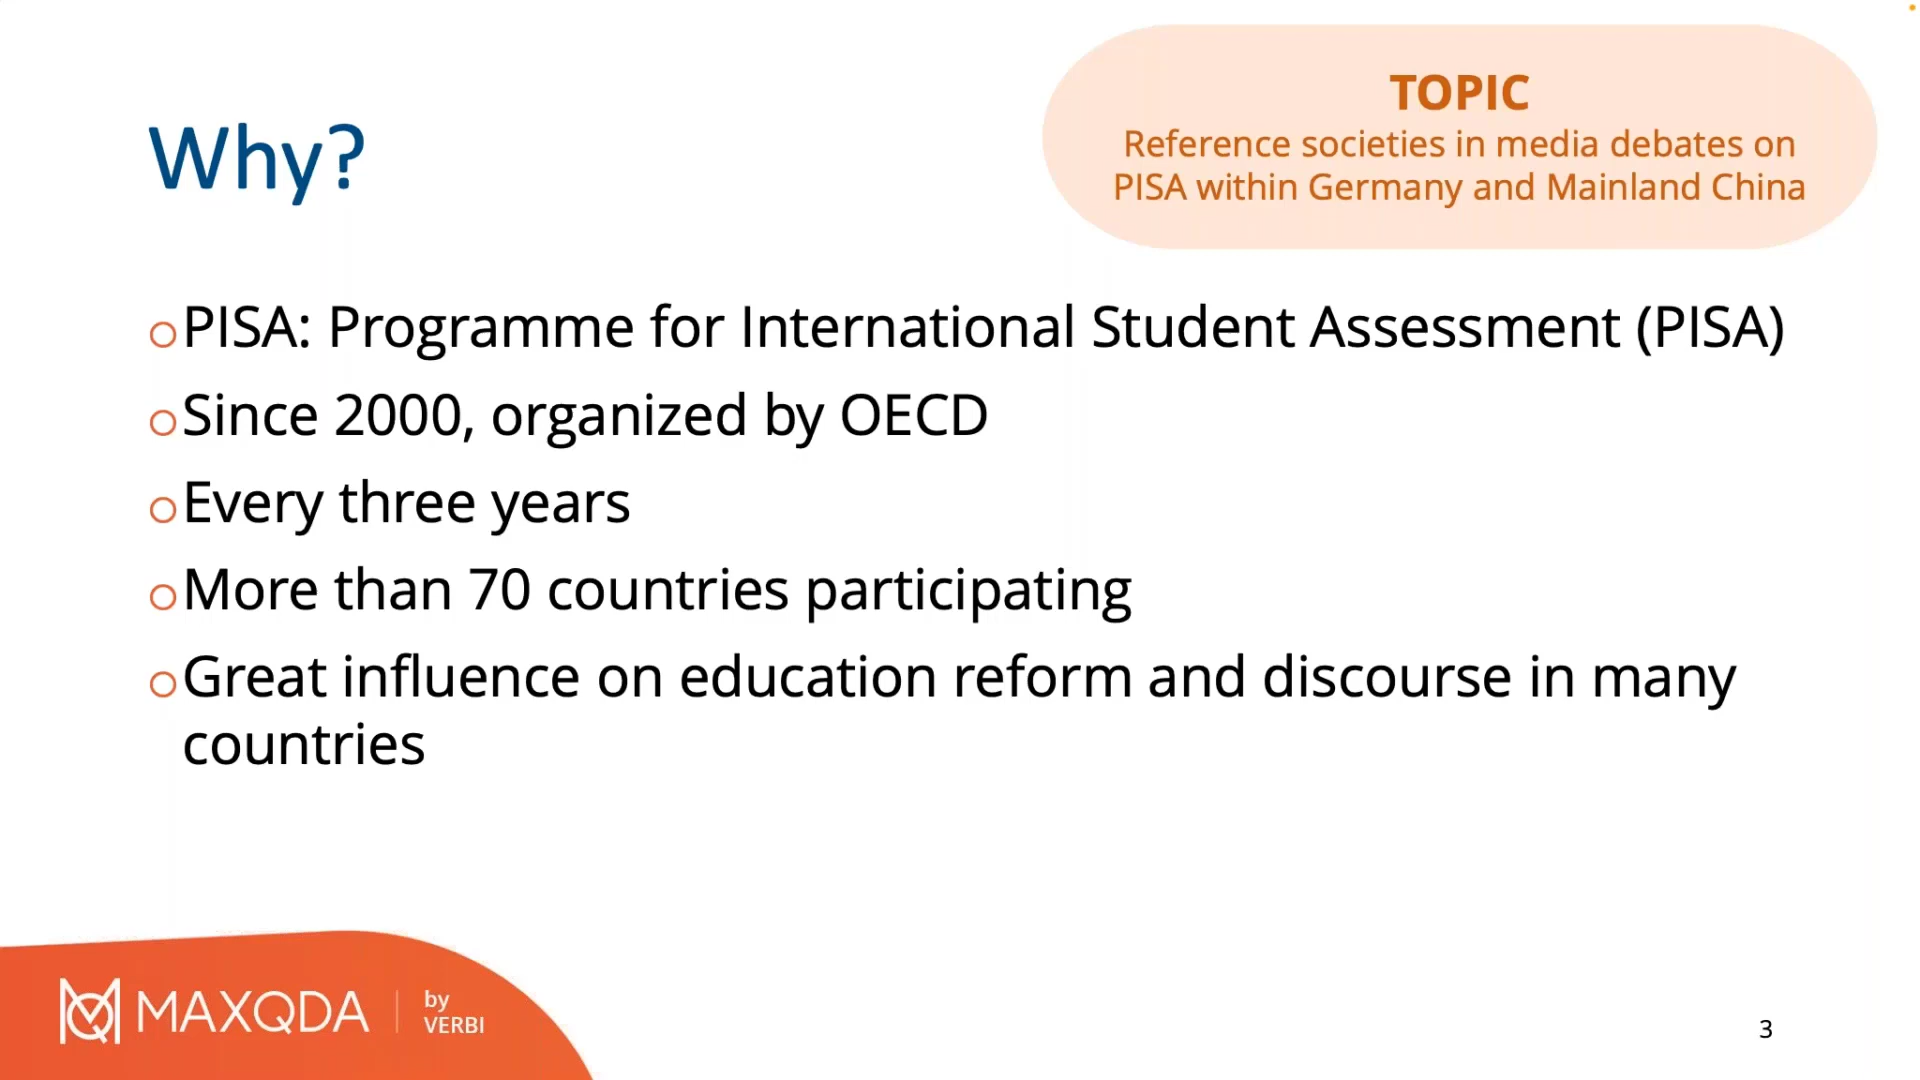 TOPIC
Reference societies in media debates on
PISA within Germany and Mainland China
Why?
PISA: Programme for International Student Assessment (PISA)
Since 2000, organized by OECD
Every three years
More than 70 countries participating
Great influence on education reform and discourse in many
countries
MAXQDA
by
VERBI
3